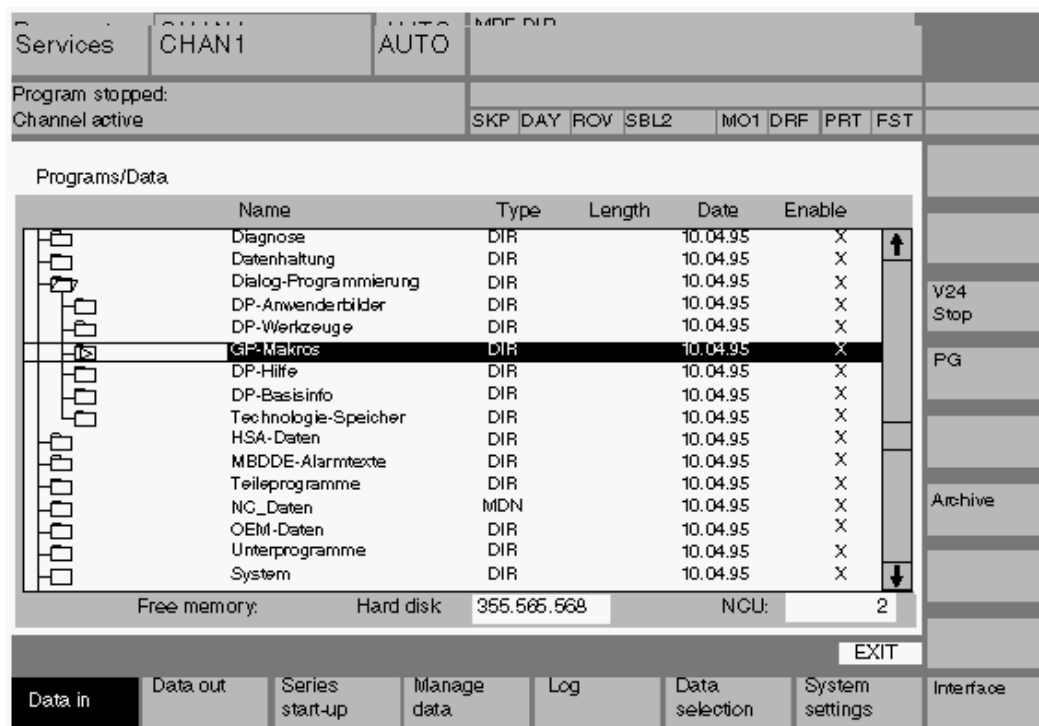 Services CHAN1 AUTO
Program stopped:
Channel active
SKP DAY ROV SBL2 MO1 DRF PRT FST
Programs/Data
Name Type Length Date Enable
Diagnose DIR 10.04.95 X
Datenhaltung DIR 10.04.95 X
Dialog-Programmierung DIR 10.04.95 X
DP-Anwenderbilder DIR 10.04.95 X
DP-Werkzeuge DIR 10.04.95 X
GP-Makros DIR 10.04.95 X
DP-Hilfe DIR 10.04.95 X
DP-Basisinfo DIR 10.04.95 X
Technologie-Speicher DIR 10.04.95 X
HSA-Daten DIR 10.04.95 X
MBDDE-Alarmtexte DIR 10.04.95 X
Teileprogramme DIR 10.04.95 X
NC_Daten MDN 10.04.95 X
OEM-Daten DIR 10.04.95 X
Unterprogramme DIR 10.04.95 X
System DIR 10.04.95 X
Free memory: Hard disk 355.565.568 NCU: 2
EXIT
V24
Stop
PG
Archive
Interface
Data in
Data out
Series
start-up
Manage
data
Log
Data
selection
System
settings